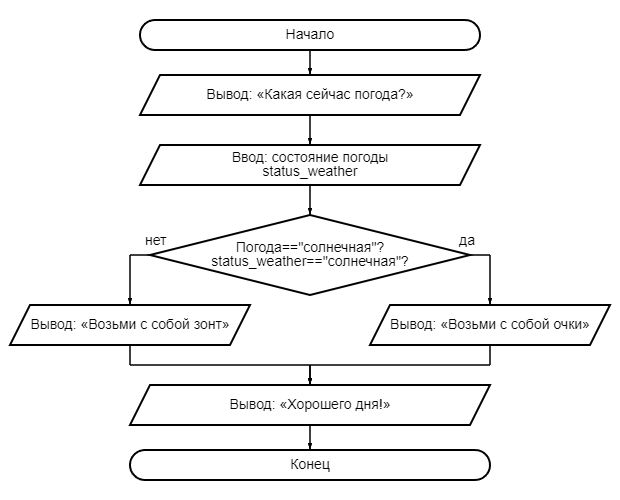 Начало
Вывод: «Какая сейчас погода?»
Ввод: состояние погоды
status_weather
нет
да
Погода=="солнечная"?
status_weather=="солнечная"?
Вывод: «Возьми с собой зонт»
Вывод: «Возьми с собой очки»
Вывод: «Хорошего дня!»
Конец